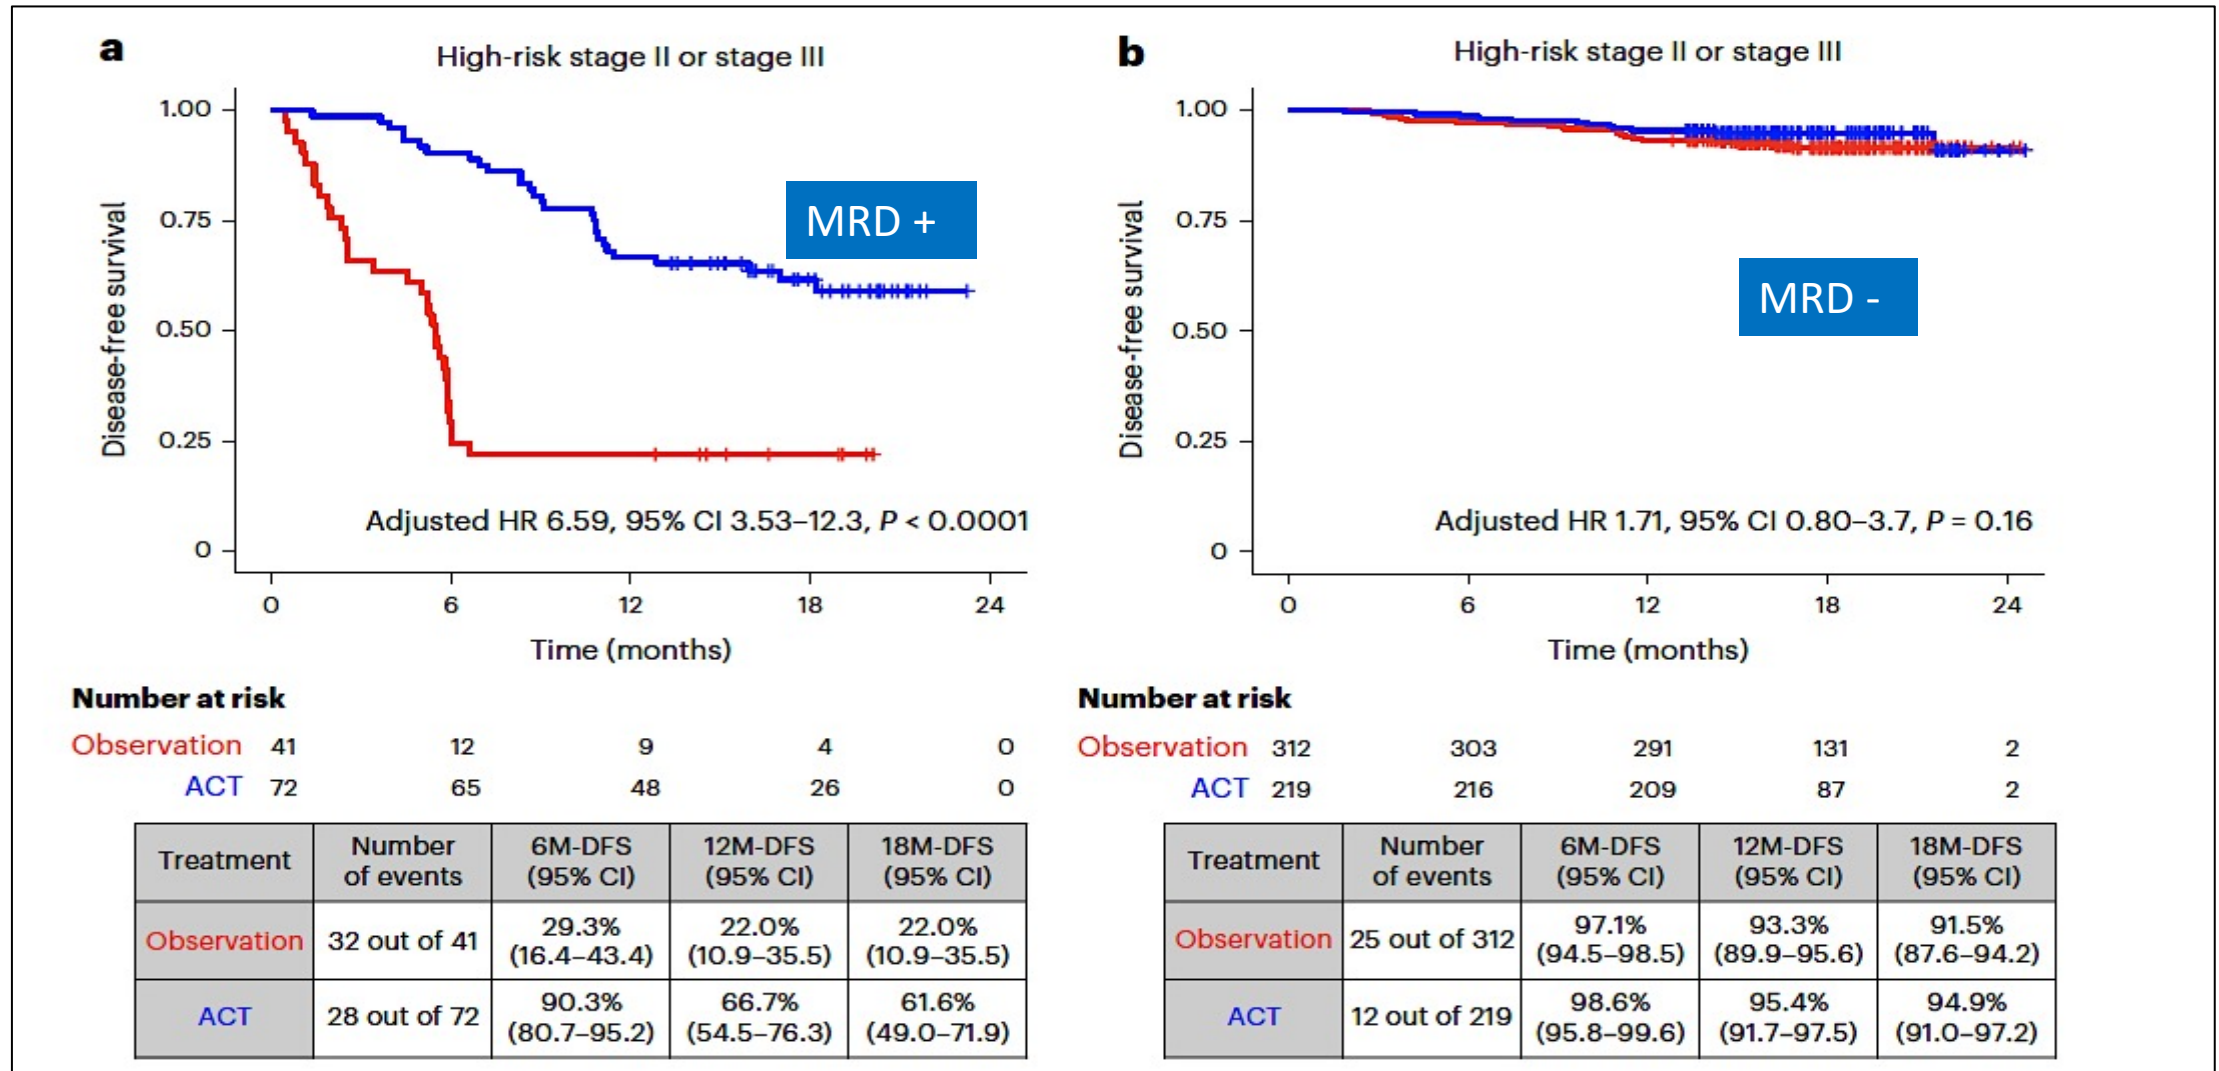 a
High-risk stage II or stage III
Disease-free survival
1.00
0.75
0.50
0.25
0
MRD +
Adjusted HR 6.59, 95% CI 3.53–12.3, P < 0.0001
0 6 12 18 24
Time (months)
Number at risk
Observation 41 12 9 4 0
ACT 72 65 48 26 0
Treatment Number of events 6M-DFS (95% CI) 12M-DFS (95% CI) 18M-DFS (95% CI)
Observation 32 out of 41 29.3% (16.4–43.4) 22.0% (10.9–35.5) 22.0% (10.9–35.5)
ACT 28 out of 72 90.3% (80.7–95.2) 66.7% (54.5–76.3) 61.6% (49.0–71.9)
b
High-risk stage II or stage III
Disease-free survival
1.00
0.75
0.50
0.25
0
MRD -
Adjusted HR 1.71, 95% CI 0.80–3.7, P = 0.16
0 6 12 18 24
Time (months)
Number at risk
Observation 312 303 291 131 2
ACT 219 216 209 87 2
Treatment Number of events 6M-DFS (95% CI) 12M-DFS (95% CI) 18M-DFS (95% CI)
Observation 25 out of 312 97.1% (94.5–98.5) 93.3% (89.9–95.6) 91.5% (87.6–94.2)
ACT 12 out of 219 98.6% (95.8–99.6) 95.4% (91.7–97.5) 94.9% (91.0–97.2)